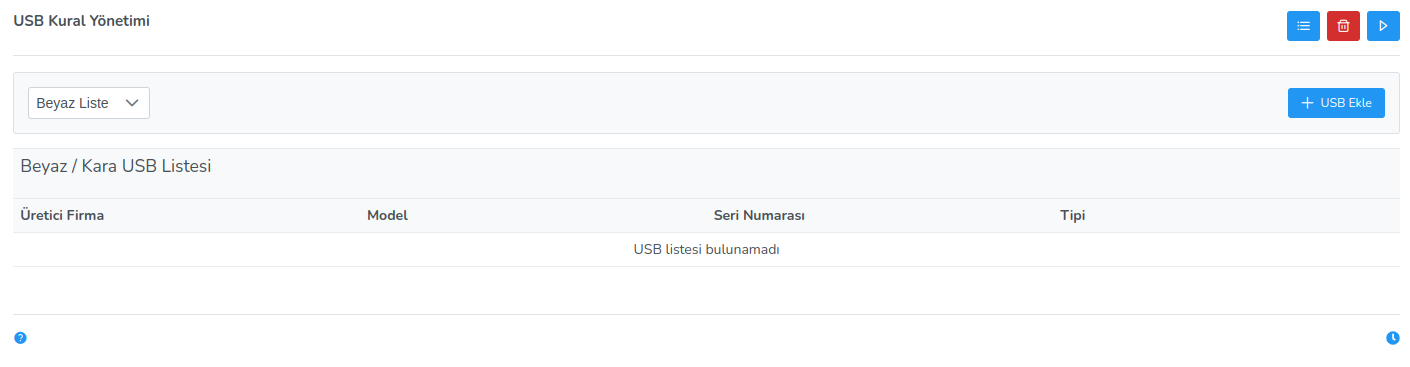 USB Kural Yönetimi
Beyaz Liste
USB Ekle
Beyaz / Kara USB Listesi
Üretici Firma Model Seri Numarası Tipi
USB listesi bulunamadı